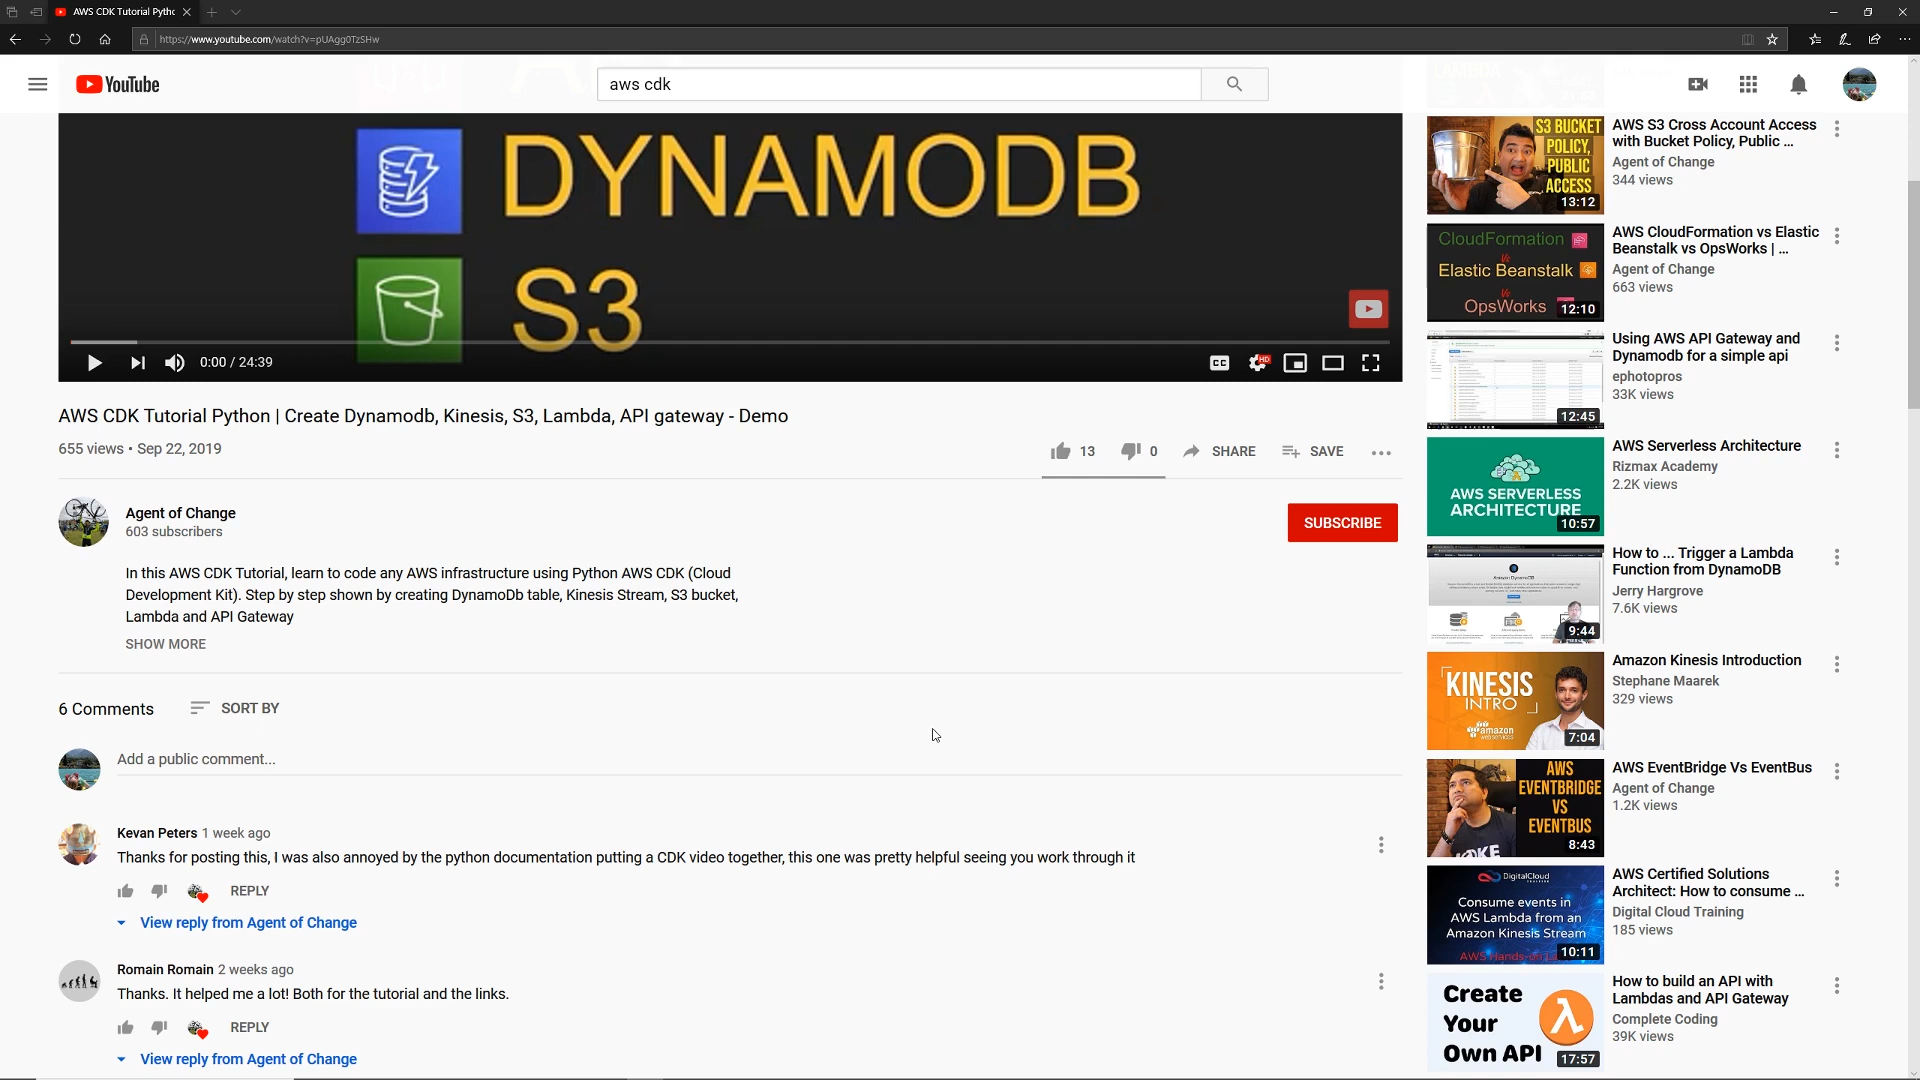 AWS CDK Tutorial Pytho
https://www.youtube.com/watch?v=pUAgg0TzSHw
YouTube
aws cdk
DYNAMODB
S3
0:00 / 24:39
CC
HD
AWS CDK Tutorial Python | Create Dynamodb, Kinesis, S3, Lambda, API gateway - Demo
655 views • Sep 22, 2019
13
0
SHARE
SAVE
Agent of Change
603 subscribers
SUBSCRIBE
In this AWS CDK Tutorial, learn to code any AWS infrastructure using Python AWS CDK (Cloud
Development Kit). Step by step shown by creating DynamoDb table, Kinesis Stream, S3 bucket,
Lambda and API Gateway
SHOW MORE
6 Comments
SORT BY
Add a public comment...
Kevan Peters 1 week ago
Thanks for posting this, I was also annoyed by the python documentation putting a CDK video together, this one was pretty helpful seeing you work through it
REPLY
View reply from Agent of Change
Romain Romain 2 weeks ago
Thanks. It helped me a lot! Both for the tutorial and the links.
REPLY
View reply from Agent of Change
S3 BUCKET
POLICY,
PUBLIC
ACCESS
13:12
AWS S3 Cross Account Access
with Bucket Policy, Public ...
Agent of Change
344 views
CloudFormation
Vs
Elastic Beanstalk
Vs
OpsWorks
12:10
AWS CloudFormation vs Elastic
Beanstalk vs OpsWorks | ...
Agent of Change
663 views
12:45
Using AWS API Gateway and
Dynamodb for a simple api
ephotopros
33K views
AWS SERVERLESS
ARCHITECTURE
10:57
AWS Serverless Architecture
Rizmax Academy
2.2K views
Amazon DynamoDB
9:44
How to ... Trigger a Lambda
Function from DynamoDB
Jerry Hargrove
7.6K views
KINESIS
INTRO
amazon
webservices
7:04
Amazon Kinesis Introduction
Stephane Maarek
329 views
AWS
EVENTBRIDGE
VS
EVENTBUS
8:43
AWS EventBridge Vs EventBus
Agent of Change
1.2K views
DigitalCloud
Consume events in
AWS Lambda from an
Amazon Kinesis Stream
AWS Hands-on
10:11
AWS Certified Solutions
Architect: How to consume ...
Digital Cloud Training
185 views
Create
Your
Own API
17:57
How to build an API with
Lambdas and API Gateway
Complete Coding
39K views